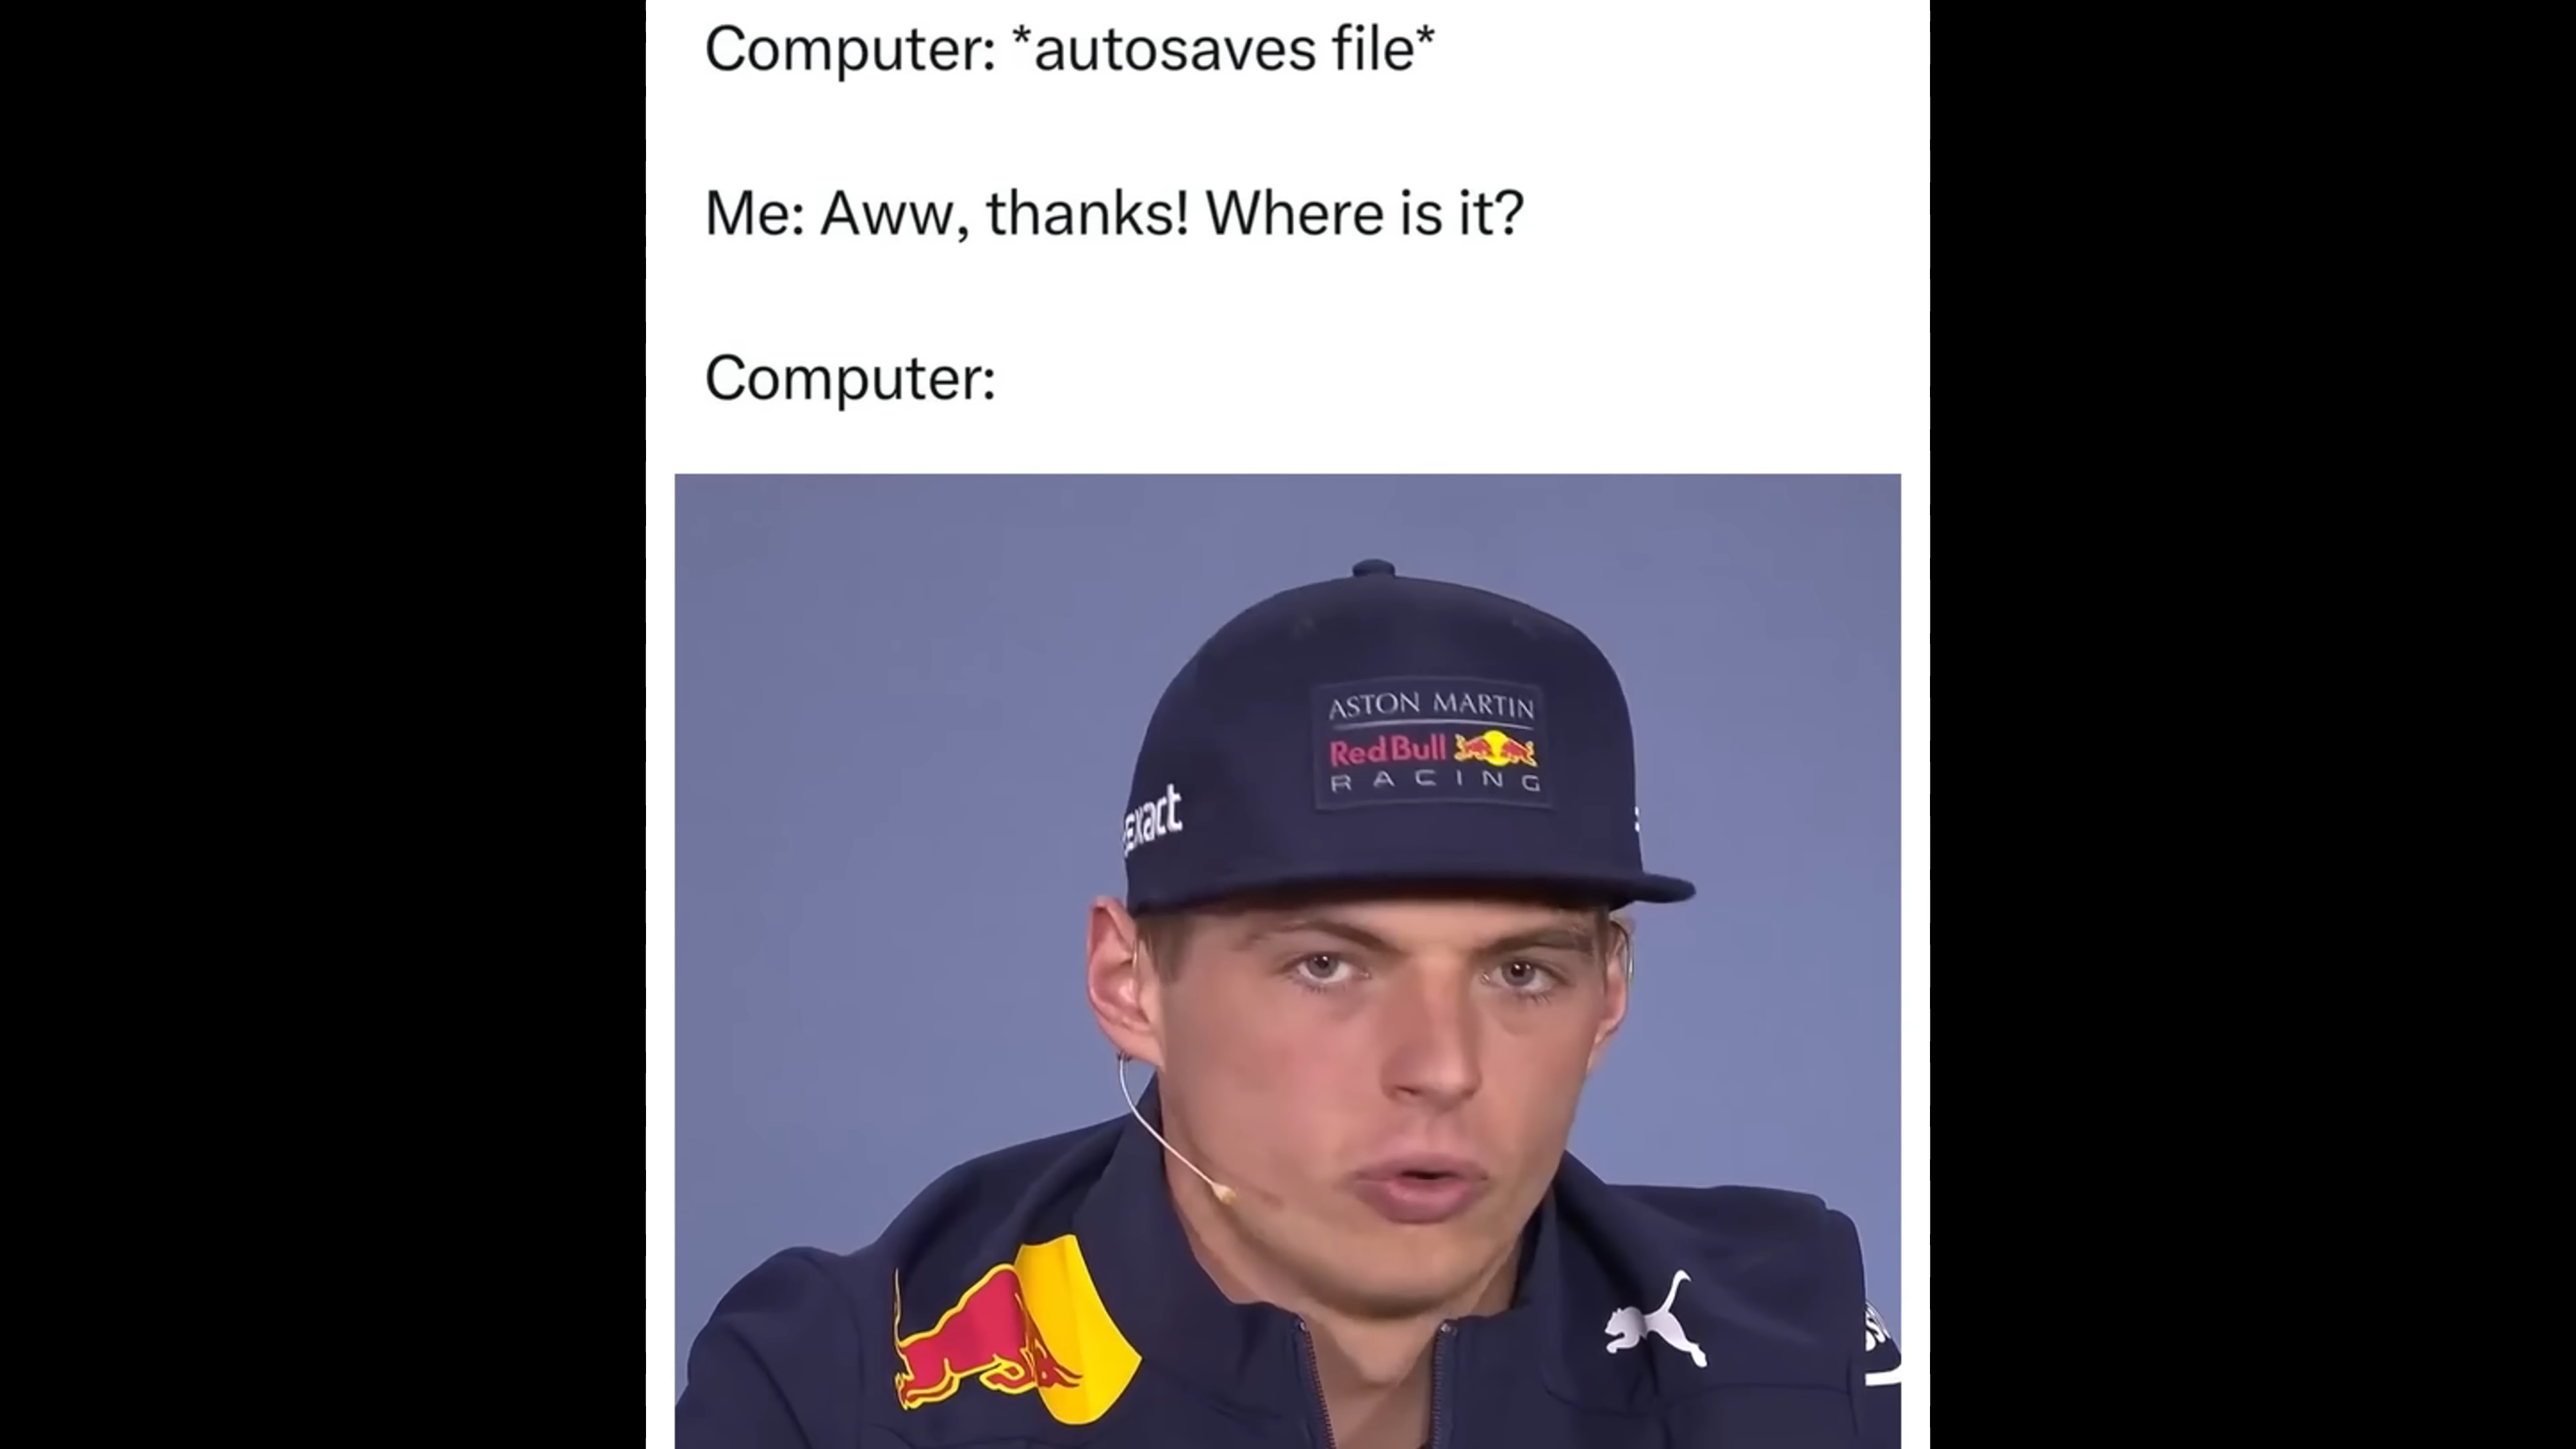 Computer: *autosaves file*
Me: Aww, thanks! Where is it?
Computer:
ASTON MARTIN
Red Bull
RACING